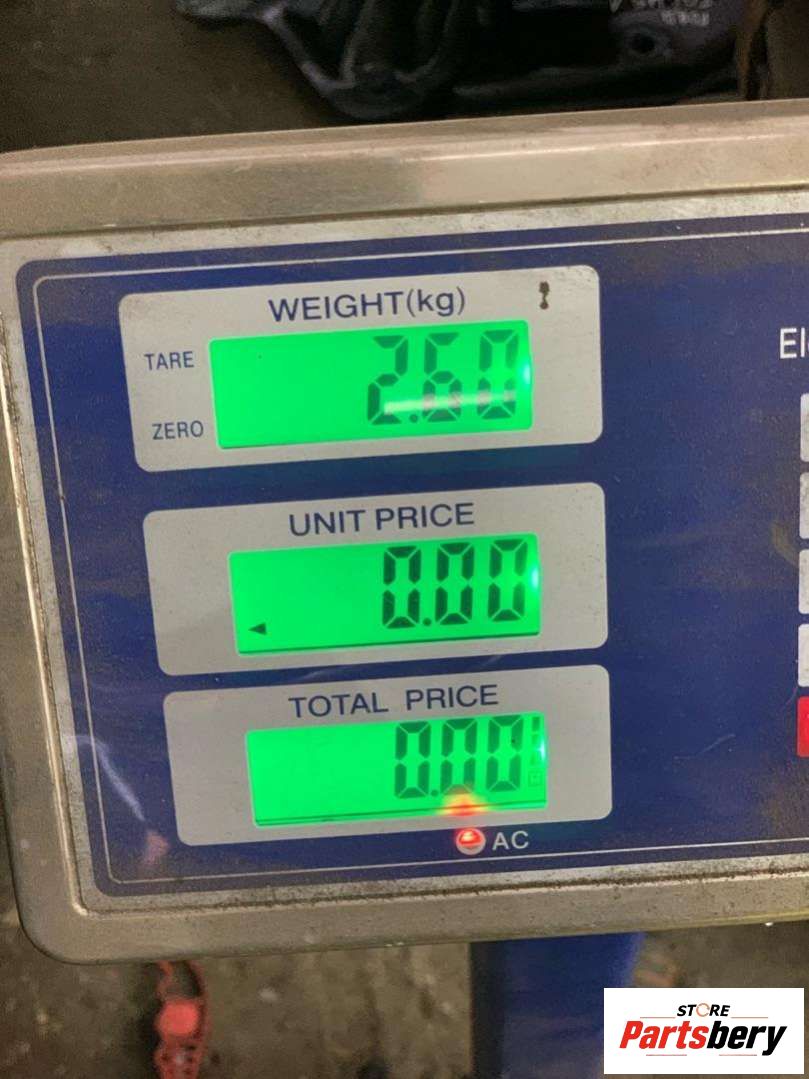 WEIGHT(kg)
TARE
2.60
ZERO
UNIT PRICE
0.00
TOTAL PRICE
0.00
AC
STORE
Partsbery